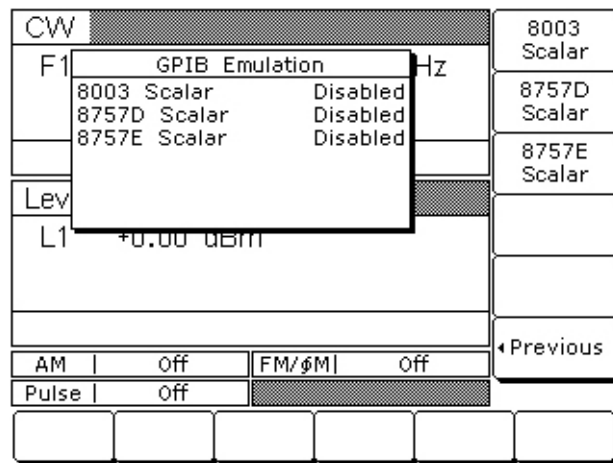 CW
F1
Hz
GPIB Emulation
8003 Scalar Disabled
8757D Scalar Disabled
8757E Scalar Disabled
Lev
L1 +0.00 dBm
AM | Off
FM/ɸM| Off
Pulse | Off
8003
Scalar
8757D
Scalar
8757E
Scalar
◂Previous